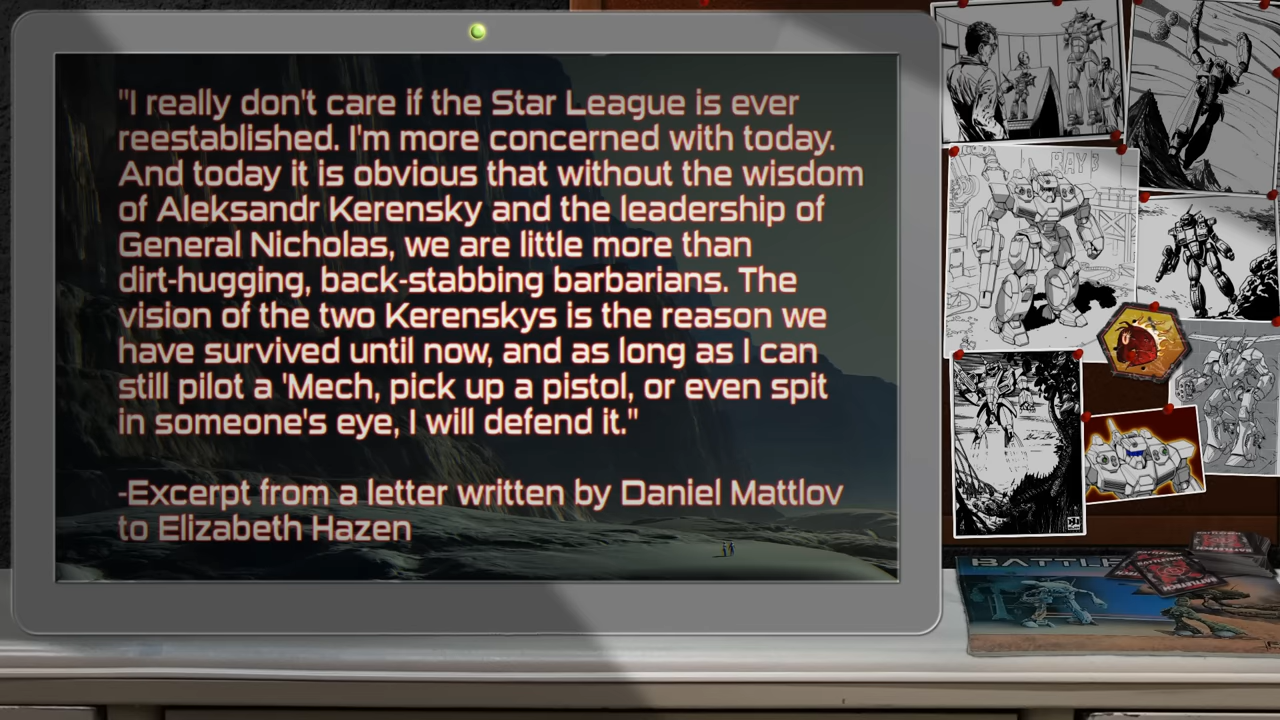 "I really don't care if the Star League is ever
reestablished. I'm more concerned with today.
And today it is obvious that without the wisdom
of Aleksandr Kerensky and the leadership of
General Nicholas, we are little more than
dirt-hugging, back-stabbing barbarians. The
vision of the two Kerenskys is the reason we
have survived until now, and as long as I can
still pilot a 'Mech, pick up a pistol, or even spit
in someone's eye, I will defend it."
-Excerpt from a letter written by Daniel Mattlov
to Elizabeth Hazen
BATTLE